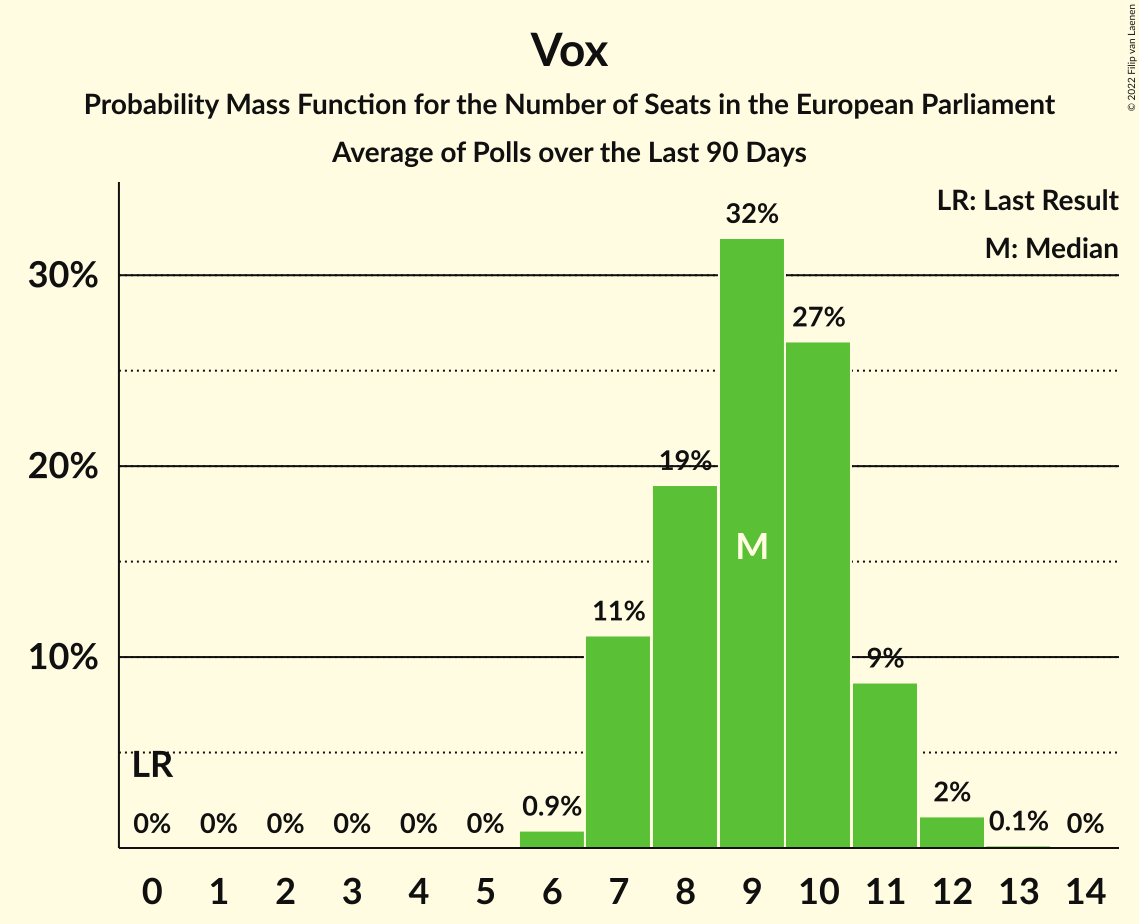 © 2022 Filip van Laenen
Vox
Probability Mass Function for the Number of Seats in the European Parliament
Average of Polls over the Last 90 Days
LR: Last Result
M: Median
32%
30%
27%
20%
19%
M
11%
10%
9%
LR
0% 0% 0% 0% 0% 0% 0.9% 2% 0.1% 0%
0 1 2 3 4 5 6 7 8 9 10 11 12 13 14